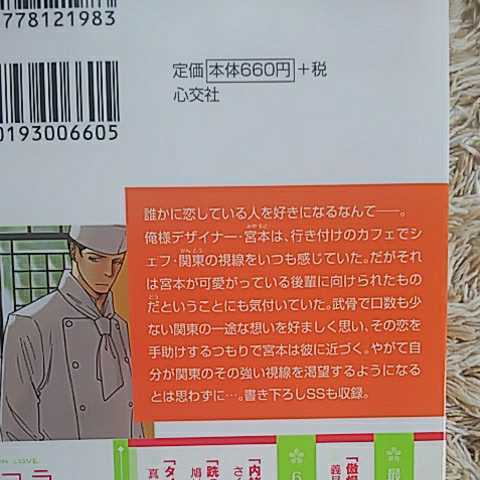 778121983
0193006605
定価 本体660円 +税
心交社
誰かに恋している人を好きになるなんて――。
俺様デザイナー・宮本は、行き付けのカフェでシ
ェフ・関東の視線をいつも感じていた。だがそれ
は宮本が可愛がっている後輩に向けられたもの
だということにも気付いていた。武骨で口数も少
ない関東の一途な想いを好ましく思い、その恋を
手助けするつもりで宮本は彼に近づく。やがて自
分が関東のその強い視線を渇望するようになる
とは思わずに…。書き下ろしSSも収録。